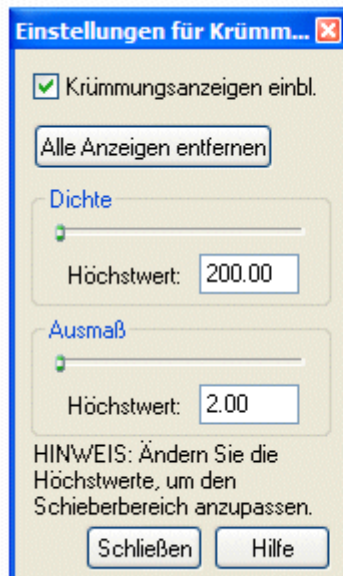 Einstellungen für Krümm...
Krümmungsanzeigen einbl.
Alle Anzeigen entfernen
Dichte
Höchstwert: 200.00
Ausmaß
Höchstwert: 2.00
HINWEIS: Ändern Sie die
Höchstwerte, um den
Schieberbereich anzupassen.
Schließen Hilfe